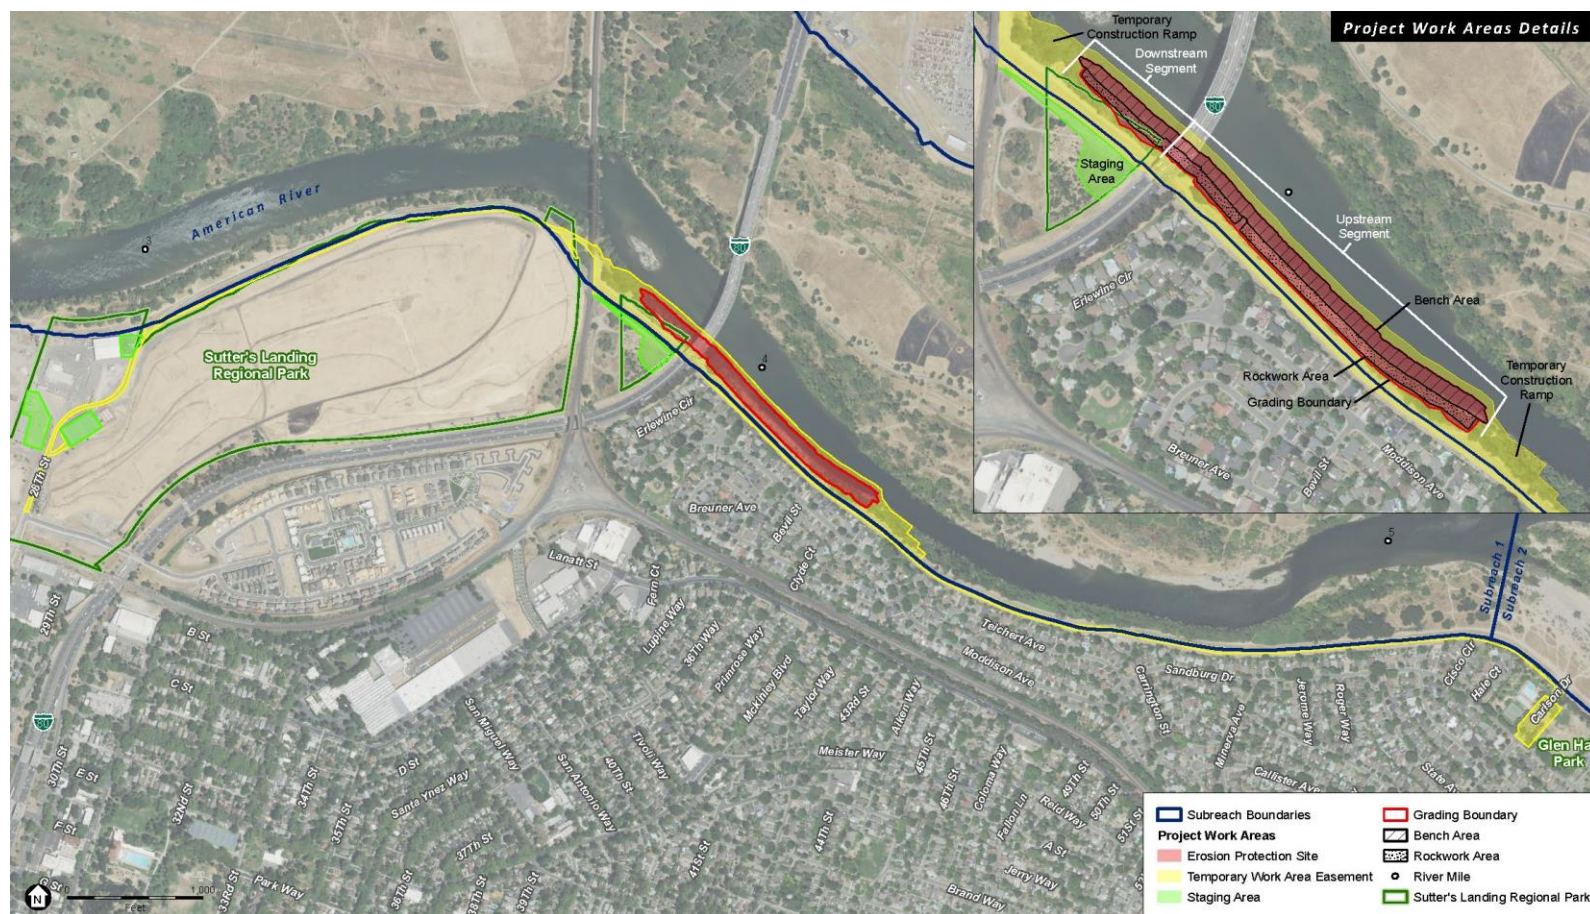 Project Work Areas Details
Temporary
Construction Ramp
Downstream
Segment
80
Staging
Area
Upstream
Segment
Erlewine Cir
Bench Area
Rockwork Area
Grading Boundary
Temporary
Construction
Ramp
Breuner Ave
Bevil St
Moddison Ave
American River
3
80
Sutter's Landing
Regional Park
4
Erlewine Cir
28Th St
Breuner Ave
Bevil St
Clyde Ct
5
Subreach 1
Subreach 2
Lanatt St
Fern Ct
Lupine Way
36Th Way
Primrose Way
Mckinley Blvd
Taylor Way
43Rd St
Aiken Way
Teichert Ave
Moddison Ave
Sandburg Dr
Carrington St
Minerva Ave
Jerome Way
Roger Way
Cisco Cir
Hale Ct
Carlson Dr
Glen Ha
Park
29Th St
B St
C St
D St
E St
F St
80
30Th St
32Nd St
34Th St
35Th St
Santa Ynez Way
San Miguel Way
San Antonio Way
40Th St
Tivoli Way
Meister Way
45Th St
46Th St
Coloma Way
Fallon Ln
Reid Way
49Th St
50Th St
51St St
Callister Ave
State Av
37Th St
33Rd St
Park Way
36Th St
38Th St
39Th St
41St St
44Th St
A St
Jerry Way
Brand Way
N
0
1,000
Feet
Subreach Boundaries
Project Work Areas
Erosion Protection Site
Temporary Work Area Easement
Staging Area
Grading Boundary
Bench Area
Rockwork Area
River Mile
Sutter's Landing Regional Park